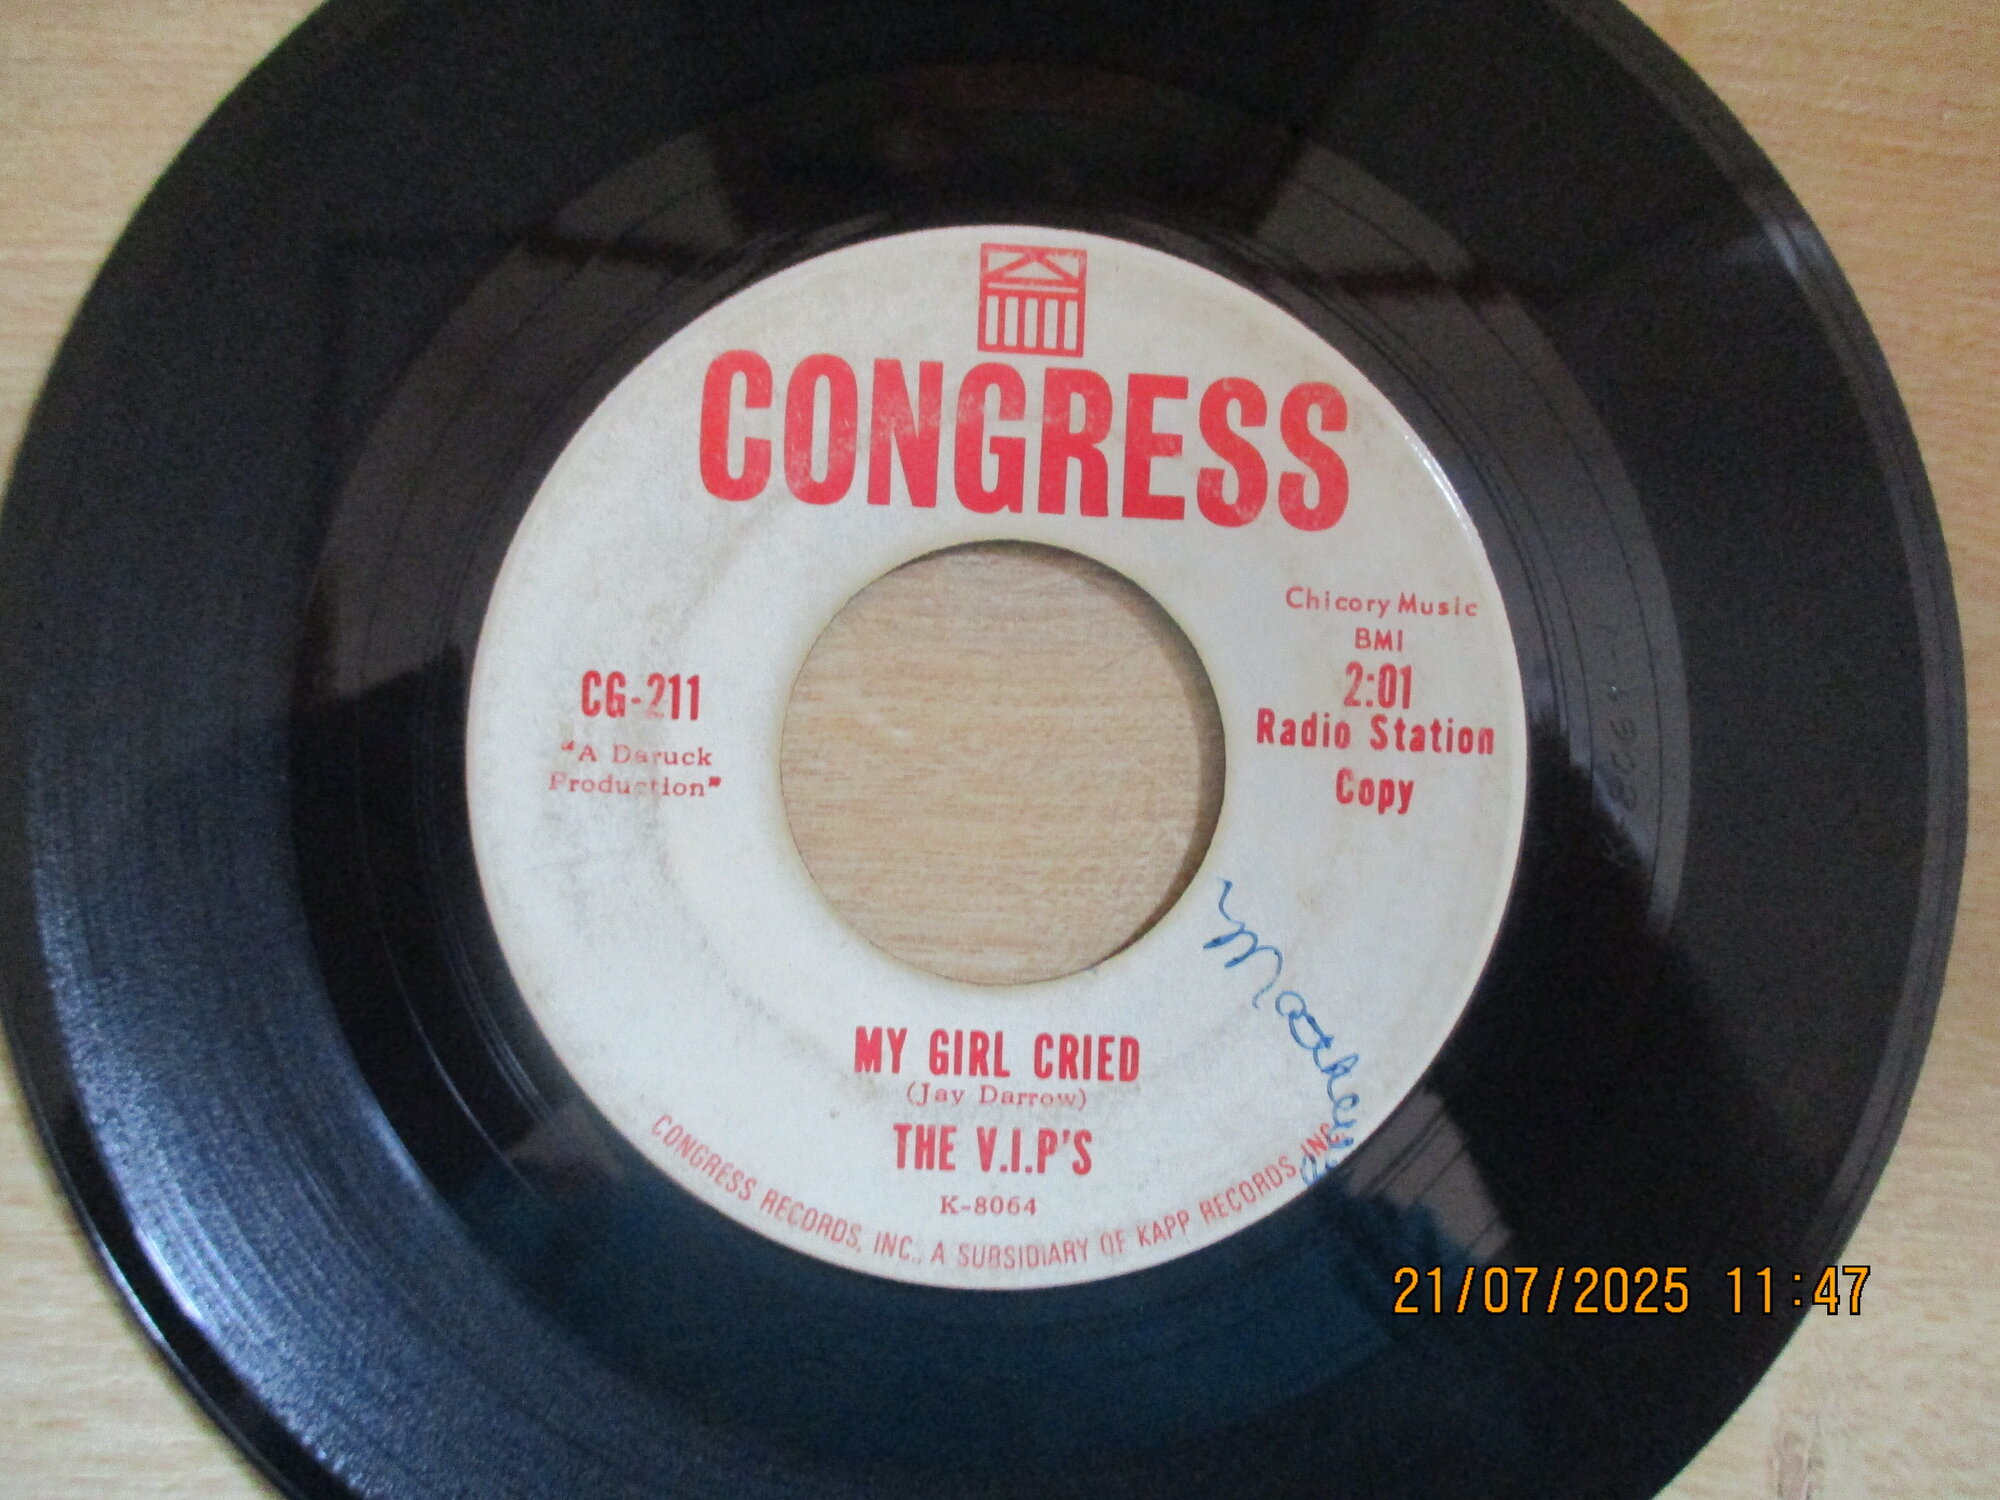 CONGRESS
Chicory Music
BMI
2:01
Radio Station
Copy
CG-211
"A Daruck
Production"
MY GIRL CRIED
(Jay Darrow)
THE V.I.P'S
K-8064
CONGRESS RECORDS, INC., A SUBSIDIARY OF KAPP RECORDS, INC.
21/07/2025 11:47